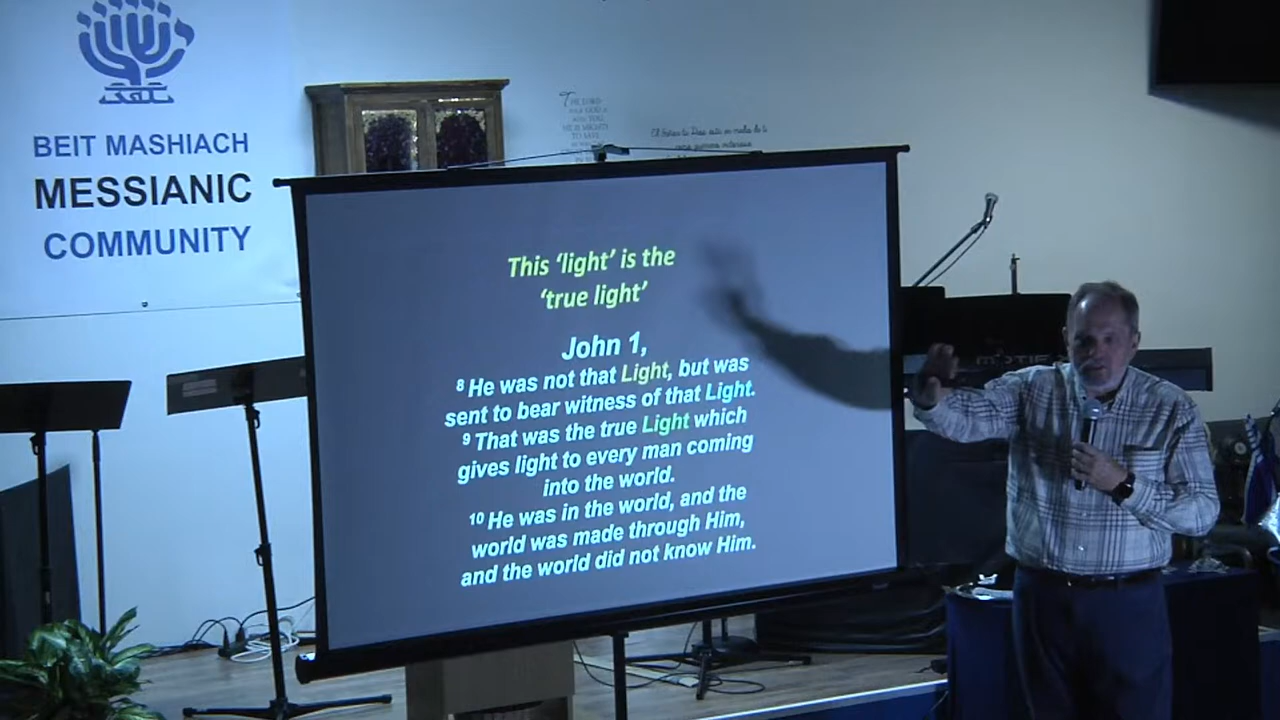 BEIT MASHIACH
MESSIANIC
COMMUNITY
THE LORD
This 'light' is the
'true light'
John 1,
8 He was not that Light, but was
sent to bear witness of that Light.
9 That was the true Light which
gives light to every man coming
into the world.
10 He was in the world, and the
world was made through Him,
and the world did not know Him.